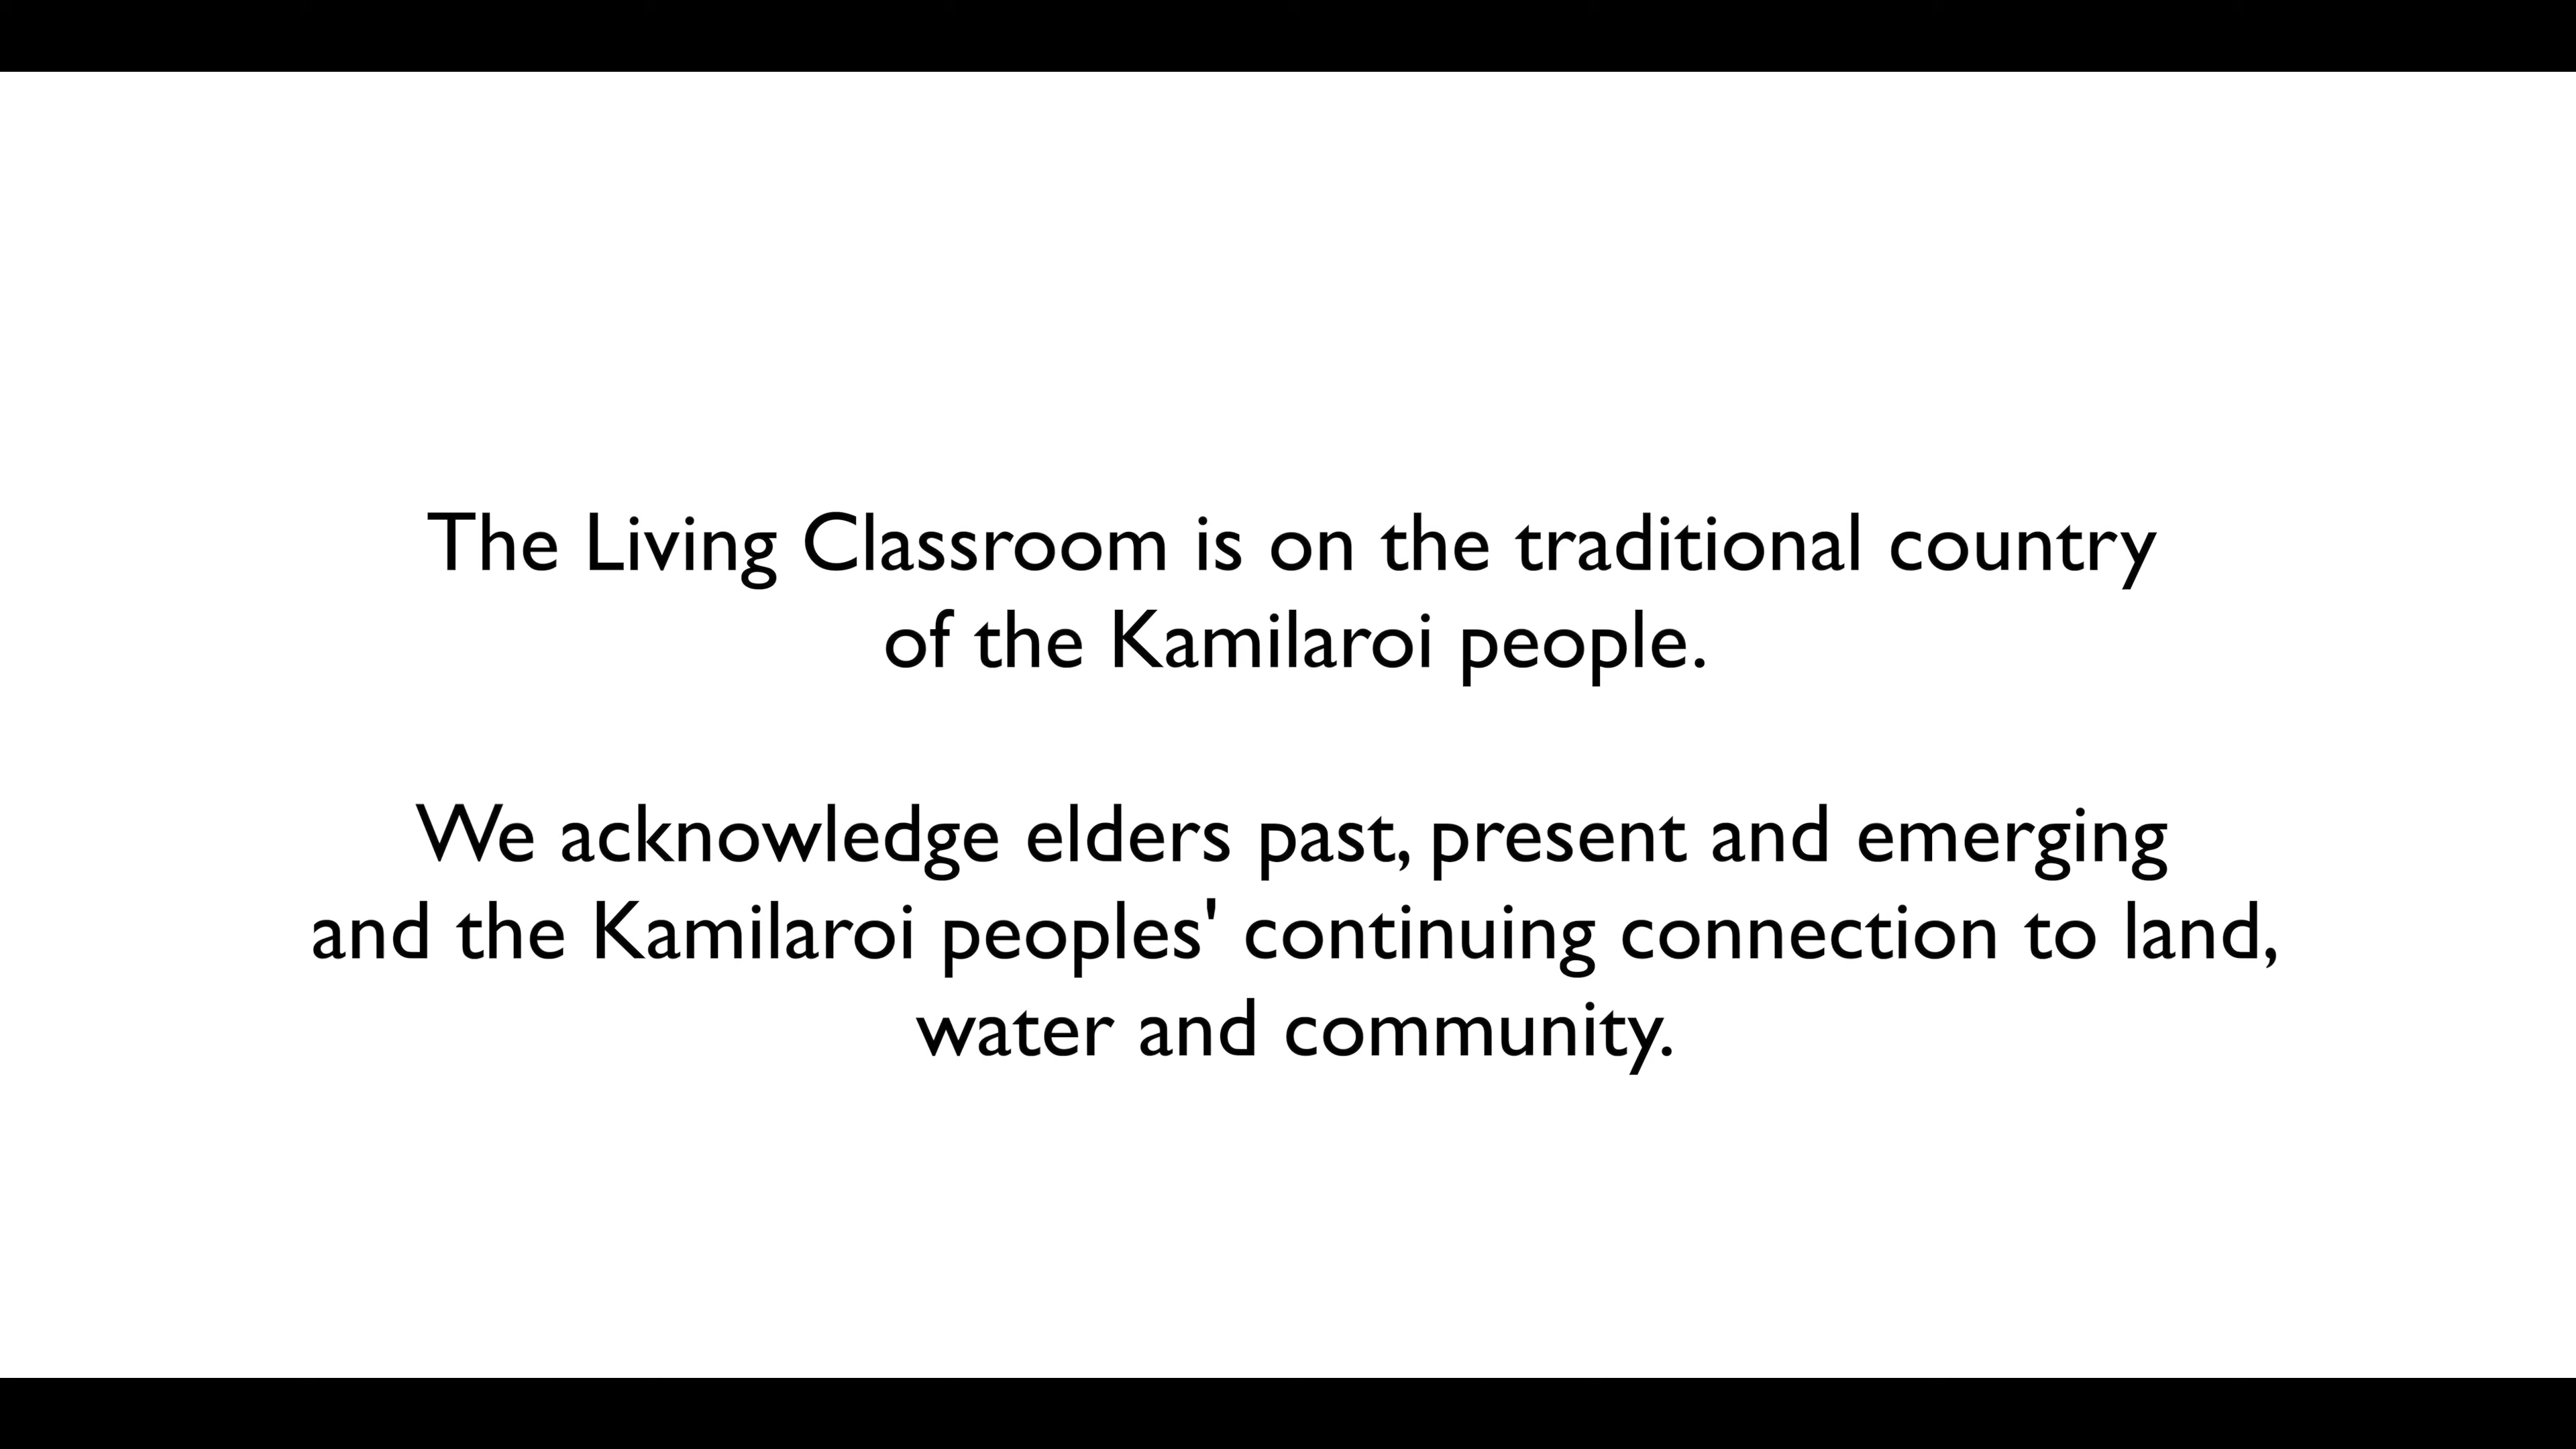 The Living Classroom is on the traditional country
of the Kamilaroi people.
We acknowledge elders past, present and emerging
and the Kamilaroi peoples' continuing connection to land,
water and community.